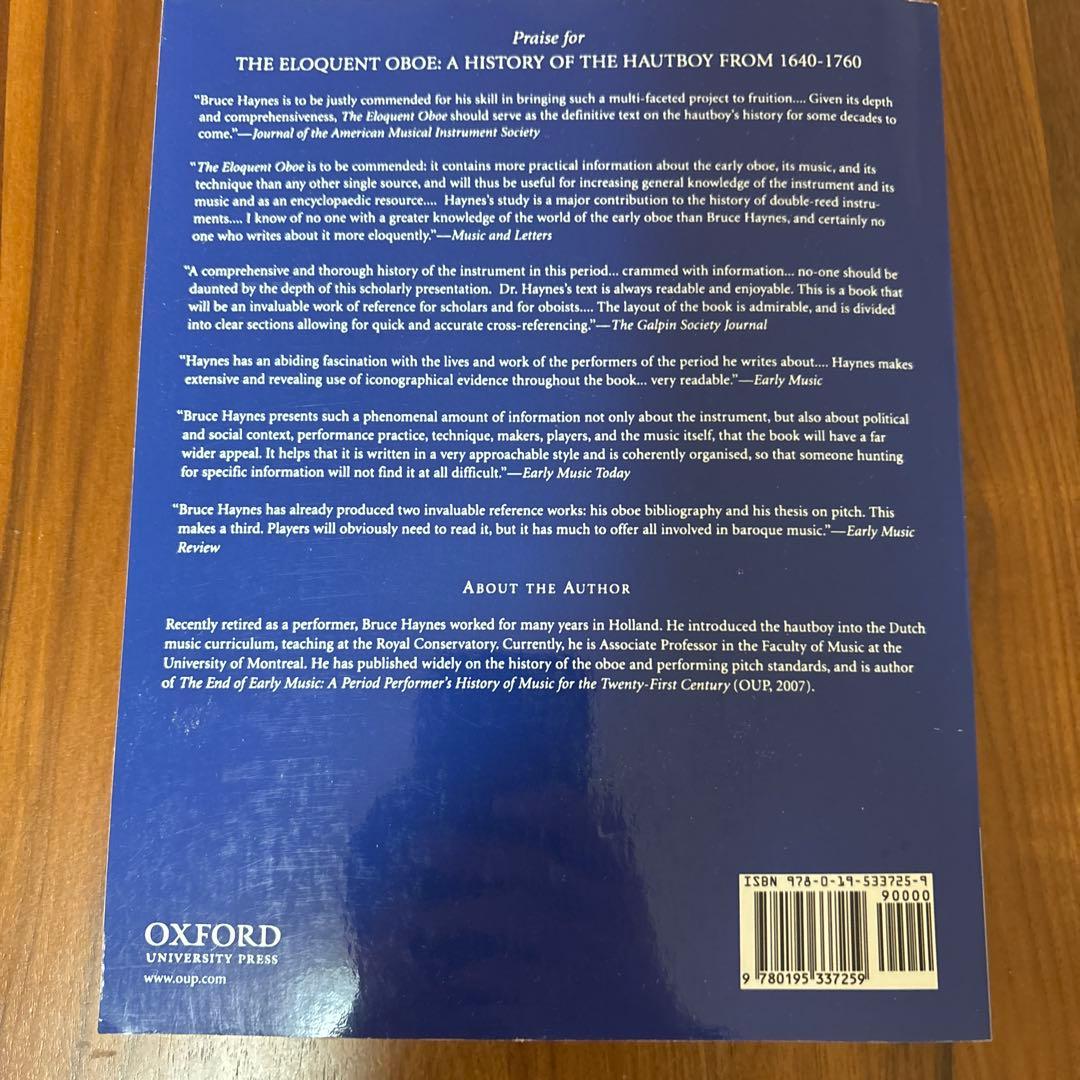 Praise for
THE ELOQUENT OBOE: A HISTORY OF THE HAUTBOY FROM 1640-1760
"Bruce Haynes is to be justly commended for his skill in bringing such a multi-faceted project to fruition.... Given its depth
and comprehensiveness, The Eloquent Oboe should serve as the definitive text on the hautboy's history for some decades to
come."—Journal of the American Musical Instrument Society
"The Eloquent Oboe is to be commended: it contains more practical information about the early oboe, its music, and its
technique than any other single source, and will thus be useful for increasing general knowledge of the instrument and its
music and as an encyclopaedic resource.... Haynes's study is a major contribution to the history of double-reed instru-
ments.... I know of no one with a greater knowledge of the world of the early oboe than Bruce Haynes, and certainly no
one who writes about it more eloquently."—Music and Letters
"A comprehensive and thorough history of the instrument in this period... crammed with information... no-one should be
daunted by the depth of this scholarly presentation. Dr. Haynes's text is always readable and enjoyable. This is a book that
will be an invaluable work of reference for scholars and for oboists.... The layout of the book is admirable, and is divided
into clear sections allowing for quick and accurate cross-referencing."—The Galpin Society Journal
"Haynes has an abiding fascination with the lives and work of the performers of the period he writes about.... Haynes makes
extensive and revealing use of iconographical evidence throughout the book... very readable."—Early Music
"Bruce Haynes presents such a phenomenal amount of information not only about the instrument, but also about political
and social context, performance practice, technique, makers, players, and the music itself, that the book will have a far
wider appeal. It helps that it is written in a very approachable style and is coherently organised, so that someone hunting
for specific information will not find it at all difficult."—Early Music Today
"Bruce Haynes has already produced two invaluable reference works: his oboe bibliography and his thesis on pitch. This
makes a third. Players will obviously need to read it, but it has much to offer all involved in baroque music."—Early Music
Review
ABOUT THE AUTHOR
Recently retired as a performer, Bruce Haynes worked for many years in Holland. He introduced the hautboy into the Dutch
music curriculum, teaching at the Royal Conservatory. Currently, he is Associate Professor in the Faculty of Music at the
University of Montreal. He has published widely on the history of the oboe and performing pitch standards, and is author
of The End of Early Music: A Period Performer's History of Music for the Twenty-First Century (OUP, 2007).
ISBN 978-0-19-533725-9
90000
9 780195 337259
OXFORD
UNIVERSITY PRESS
www.oup.com